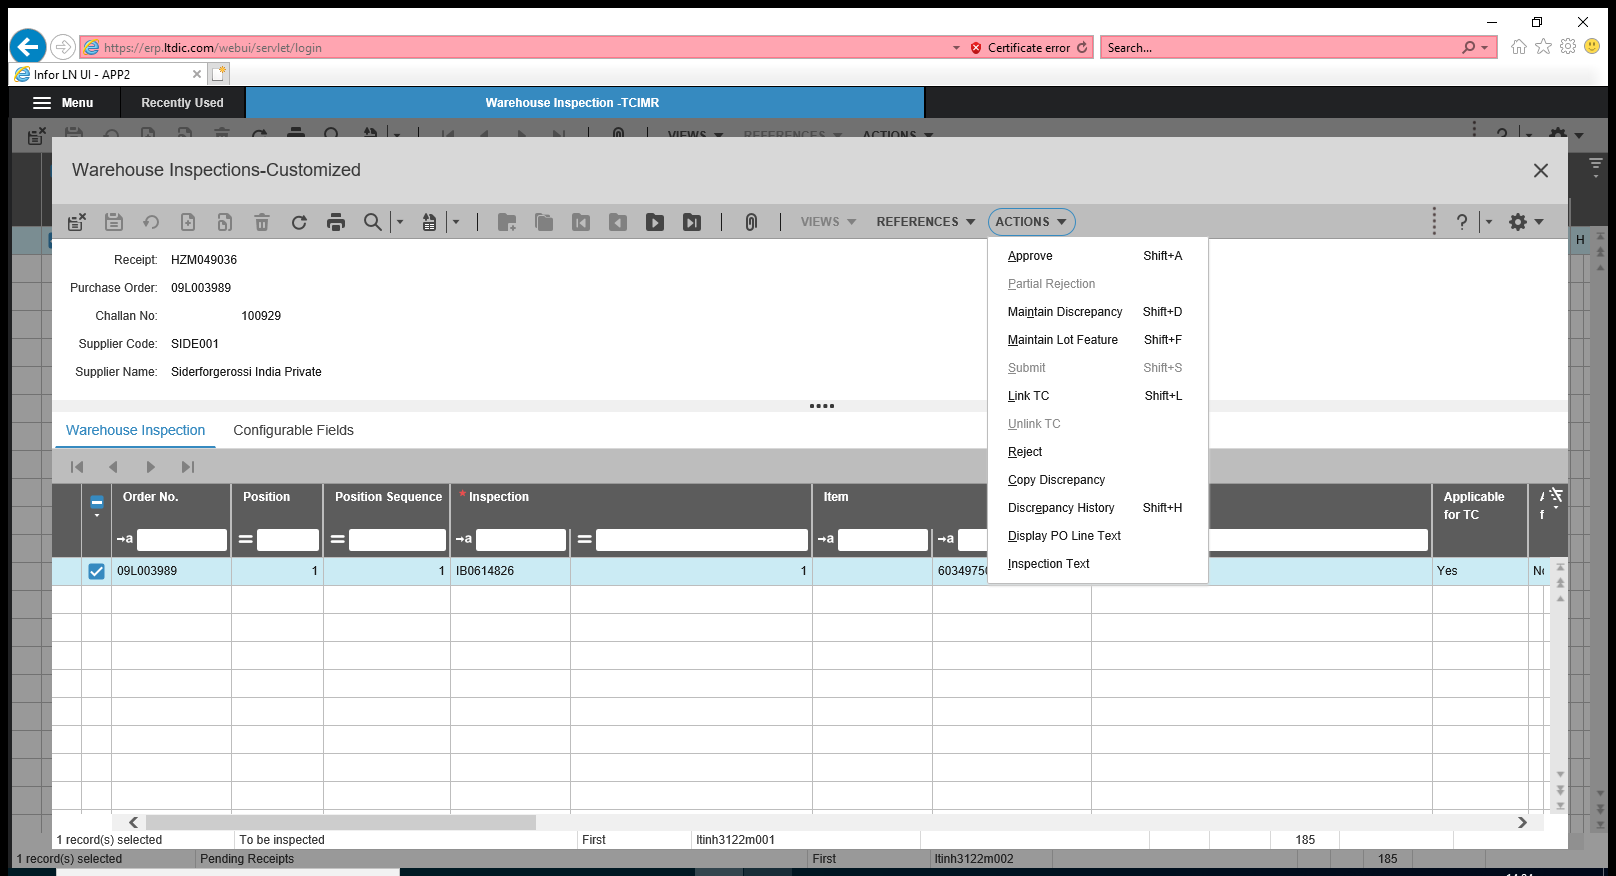 https://erp.ltdic.com/webui/servlet/login
Certificate error
Search...
Infor LN UI - APP2
Menu
Recently Used
Warehouse Inspection -TCIMR
VIEWS
REFERENCES
ACTIONS
Warehouse Inspections-Customized
VIEWS
REFERENCES
ACTIONS
Receipt: HZM049036
Purchase Order: 09L003989
Challan No: 100929
Supplier Code: SIDE001
Supplier Name: Siderforgerossi India Private
Approve Shift+A
Partial Rejection
Maintain Discrepancy Shift+D
Maintain Lot Feature Shift+F
Submit Shift+S
Link TC Shift+L
Unlink TC
Reject
Copy Discrepancy
Discrepancy History Shift+H
Display PO Line Text
Inspection Text
H
Warehouse Inspection
Configurable Fields
Order No.
Position
Position Sequence
* Inspection
Item
Applicable
for TC
09L003989 1 1 IB0614826 1 6034975 Yes
1 record(s) selected
To be inspected
First
ltinh3122m001
185
1 record(s) selected
Pending Receipts
First
ltinh3122m002
185